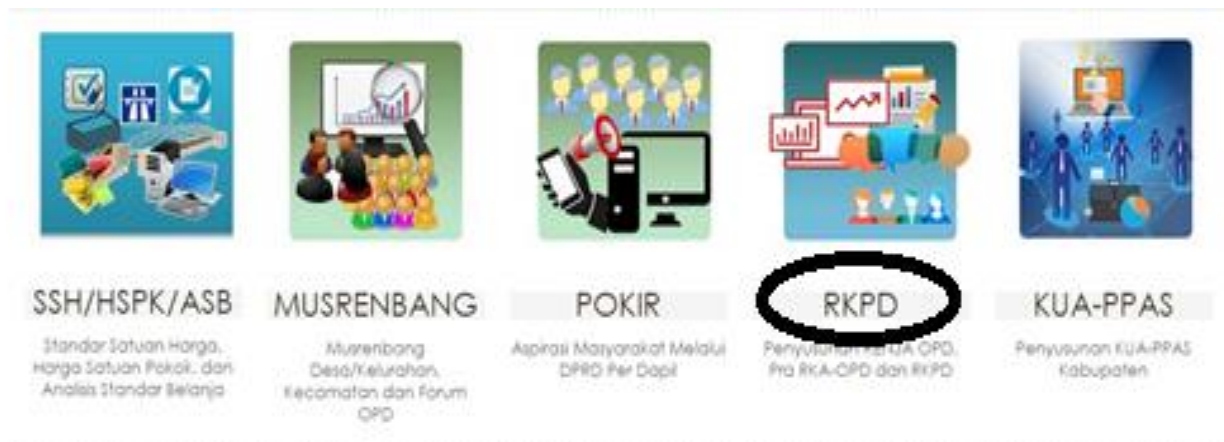 SSH/HSPK/ASB
Standar Satuan Harga,
Harga Satuan Pokok, dan
Analisis Standar Belanja
MUSRENBANG
Musrenbang
Desa/Kelurahan,
Kecamatan dan Forum
OPD
POKIR
Aspirasi Masyarakat Melalui
DPRD Per Dapil
RKPD
Penyusunan OPD,
Pra RKA-OPD dan RKPD
KUA-PPAS
Penyusunan KUA-PPAS
Kabupaten